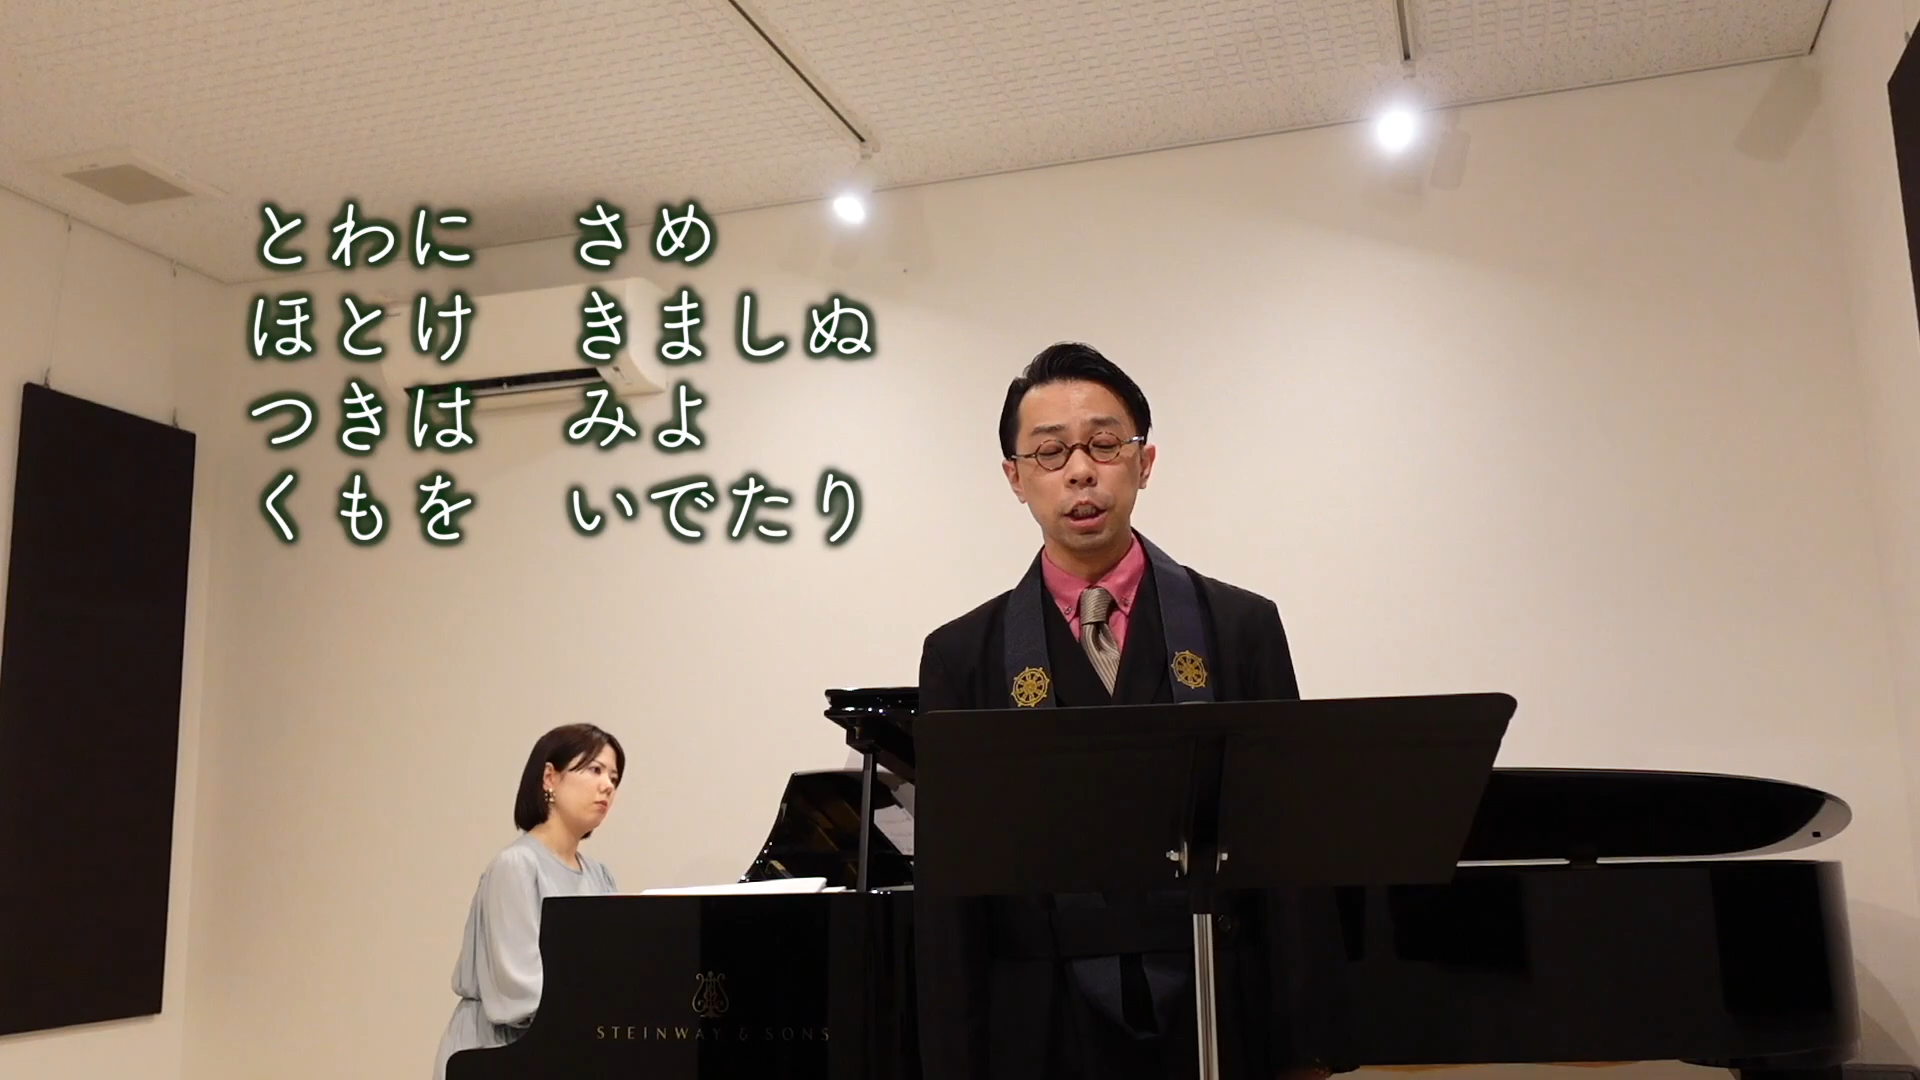 とわに　さめ
ほとけ　きましぬ
つきは　みよ
くもを　いでたり
STEINWAY & SONS